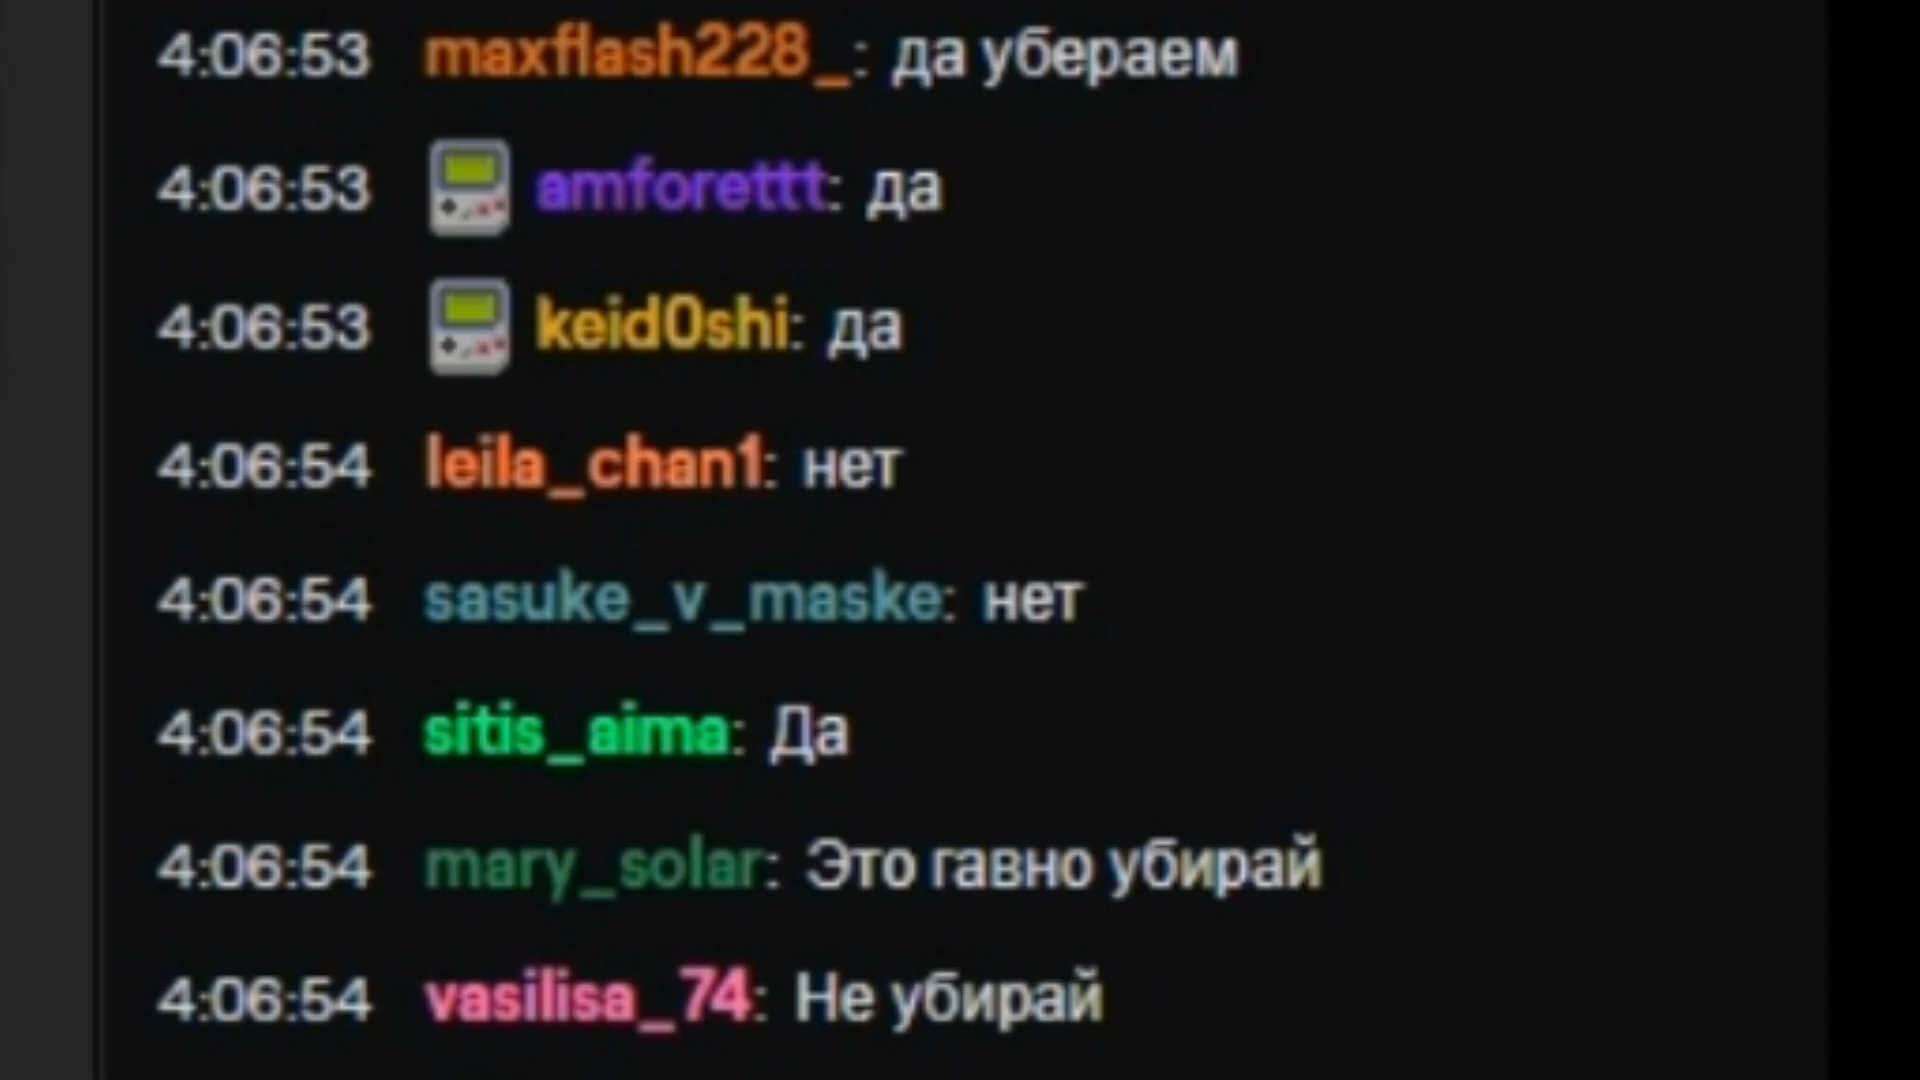 4:06:53 maxflash228_: да убераем
4:06:53 amforettt: да
4:06:53 keid0shi: да
4:06:54 leila_chan1: нет
4:06:54 sasuke_v_maske: нет
4:06:54 sitis_aima: Да
4:06:54 mary_solar: Это гавно убирай
4:06:54 vasilisa_74: Не убирай